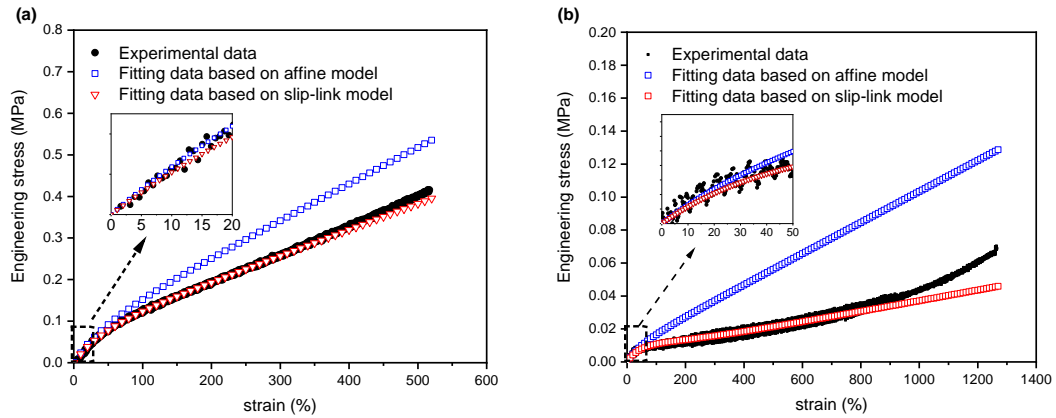 (a)
0.8
0.7
0.6
0.5
0.4
0.3
0.2
0.1
0.0
Engineering stress (MPa)
Experimental data
Fitting data based on affine model
Fitting data based on slip-link model
0 5 10 15 20
0 100 200 300 400 500 600
strain (%)
(b)
0.20
0.18
0.16
0.14
0.12
0.10
0.08
0.06
0.04
0.02
0.00
Engineering stress (MPa)
Experimental data
Fitting data based on affine model
Fitting data based on slip-link model
0 10 20 30 40 50
0 200 400 600 800 1000 1200 1400
strain (%)